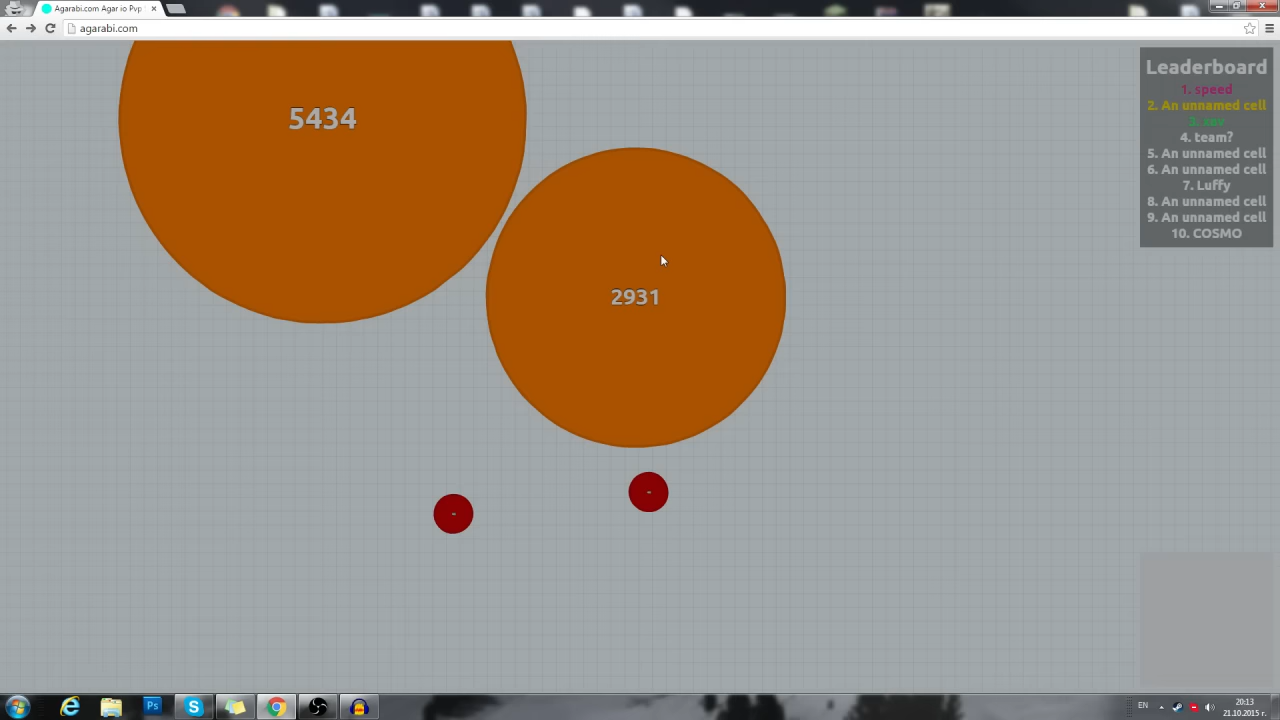 Agarabi.com Agar io Pvp
agarabi.com
5434
2931
-
-
Leaderboard
1. speed
2. An unnamed cell
4. team?
5. An unnamed cell
6. An unnamed cell
7. Luffy
8. An unnamed cell
9. An unnamed cell
10. COSMO
Ps
EN
20:13
21.10.2015 г.